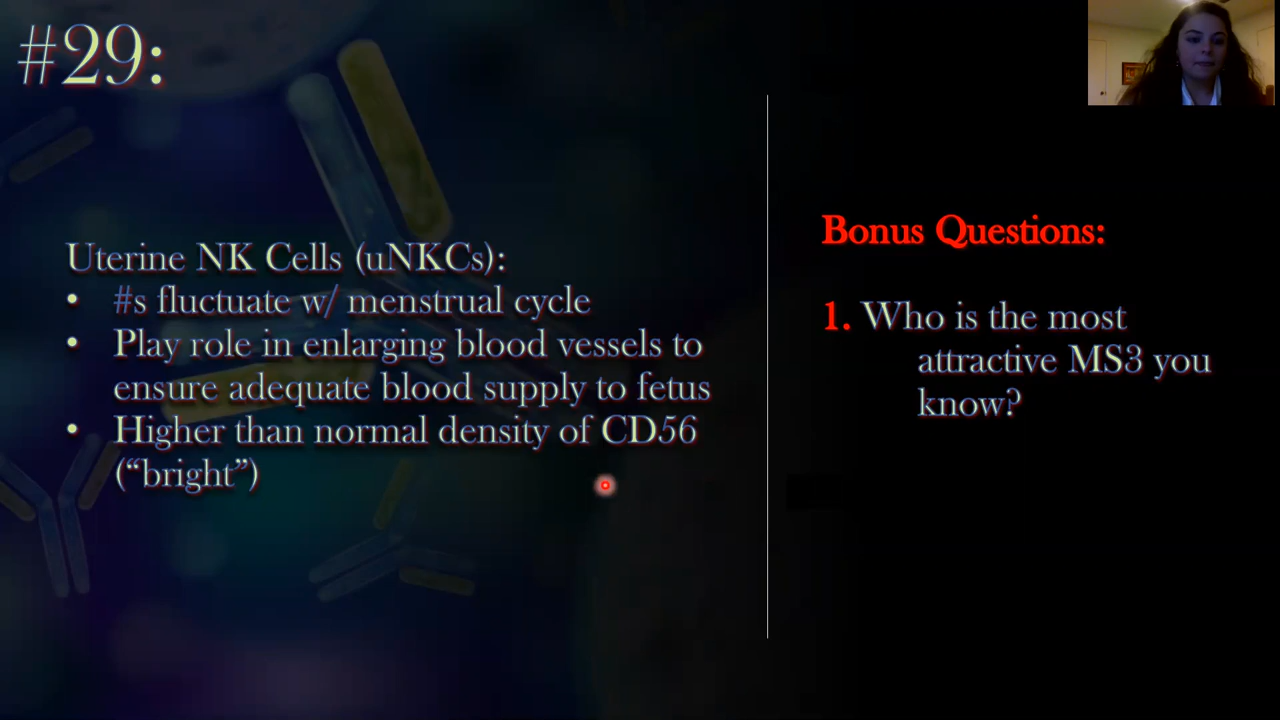 #29:
Uterine NK Cells (uNKCs):
• #s fluctuate w/ menstrual cycle
• Play role in enlarging blood vessels to
ensure adequate blood supply to fetus
• Higher than normal density of CD56
(“bright”)
Bonus Questions:
1. Who is the most
attractive MS3 you
know?